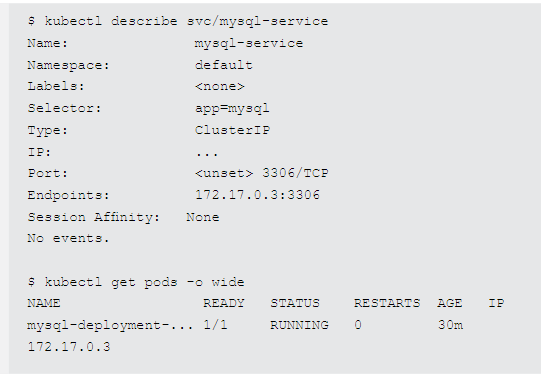 $ kubectl describe svc/mysql-service
Name: mysql-service
Namespace: default
Labels: <none>
Selector: app=mysql
Type: ClusterIP
IP: ...
Port: <unset> 3306/TCP
Endpoints: 172.17.0.3:3306
Session Affinity: None
No events.
$ kubectl get pods -o wide
NAME READY STATUS RESTARTS AGE IP
mysql-deployment-... 1/1 RUNNING 0 30m
172.17.0.3